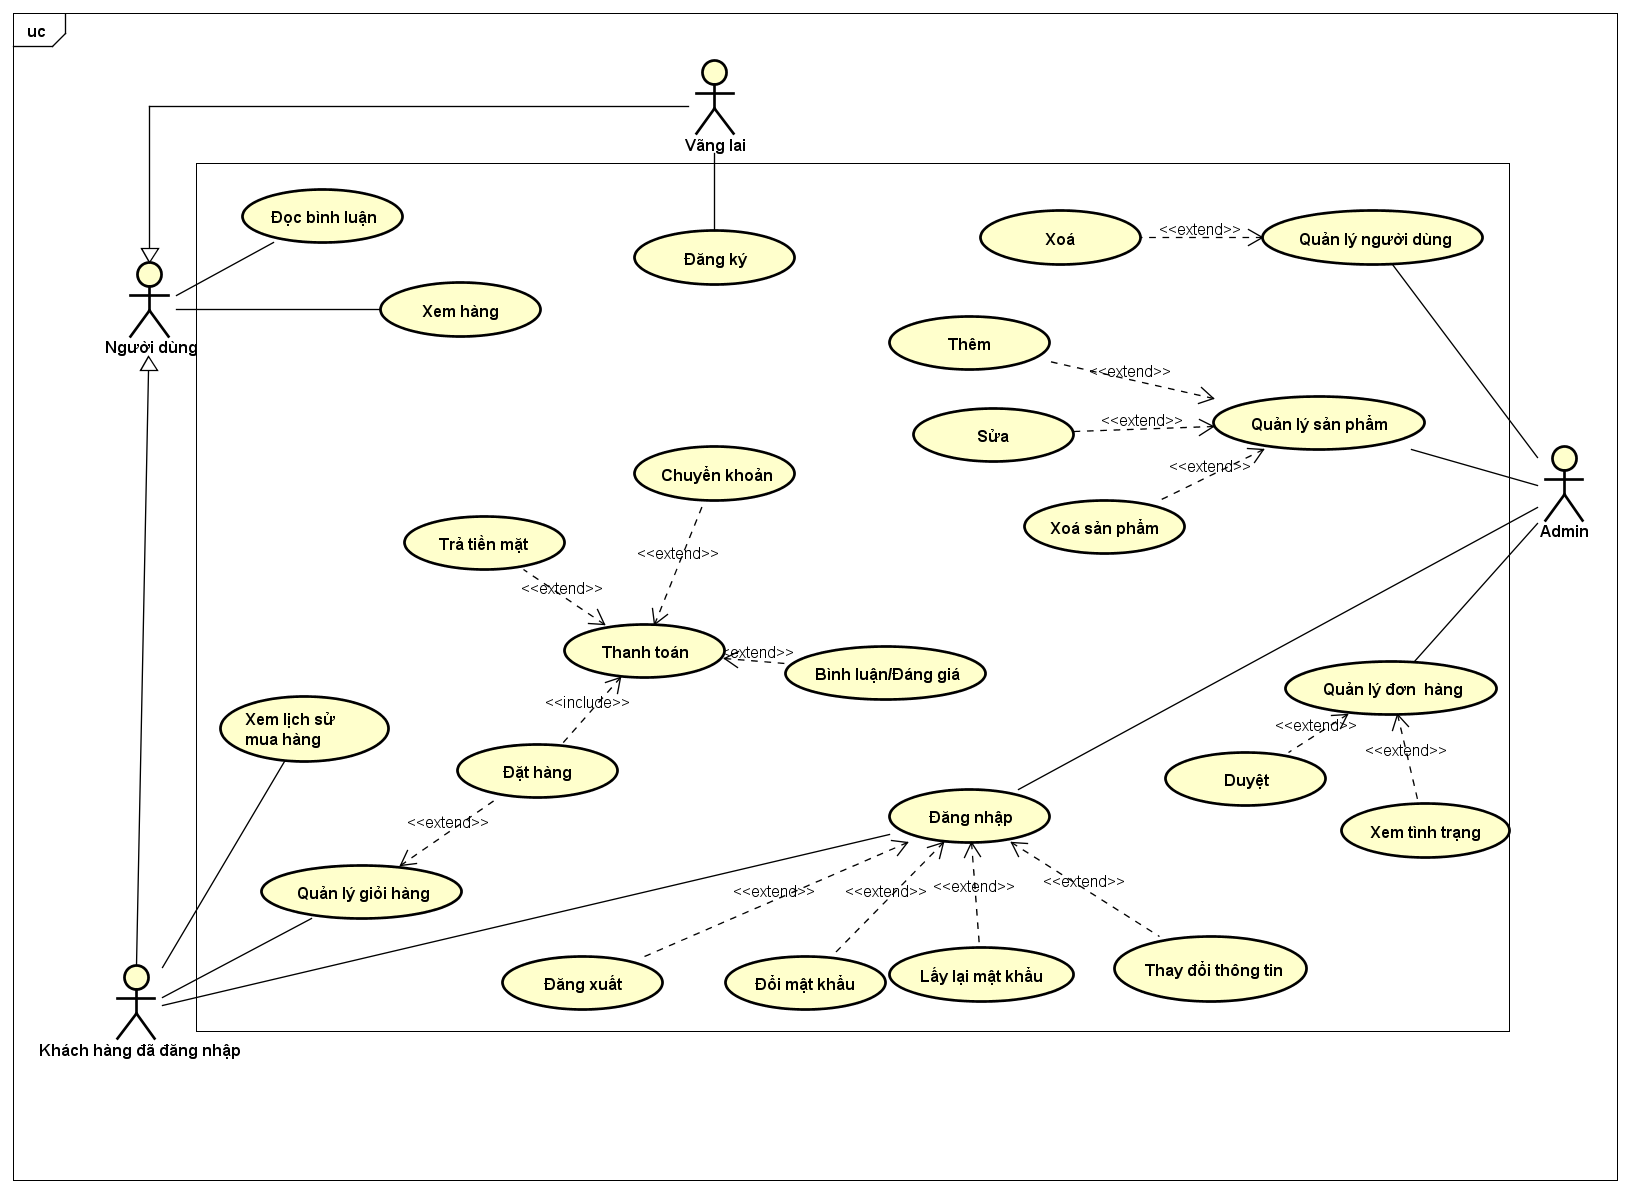 uc
Vãng lai
Đọc bình luận
Đăng ký
Xoá
<<extend>>
Quản lý người dùng
Xem hàng
Người dùng
Thêm
<<extend>>
Sửa
<<extend>>
Quản lý sản phẩm
<<extend>>
Xoá sản phẩm
Admin
Chuyển khoản
Trả tiền mặt
<<extend>>
<<extend>>
Thanh toán
<<extend>>
Bình luận/Đáng giá
<<include>>
Xem lịch sử
mua hàng
Đặt hàng
<<extend>>
Quản lý đơn  hàng
<<extend>>
<<extend>>
Duyệt
Xem tình trạng
Đăng nhập
Quản lý giỏi hàng
<<extend>>
<<extend>>
<<extend>>
<<extend>>
Đăng xuất
Đổi mật khẩu
Lấy lại mật khẩu
Thay đổi thông tin
Khách hàng đã đăng nhập